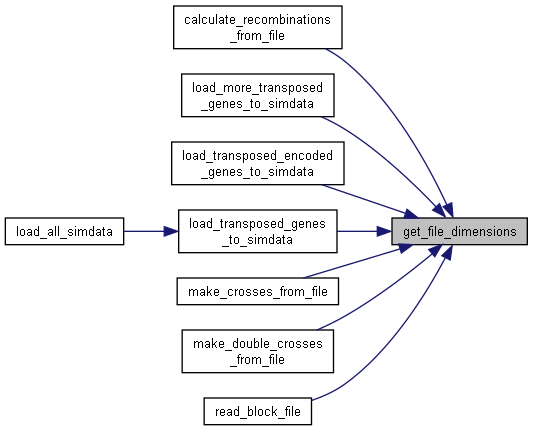 calculate_recombinations
_from_file
load_more_transposed
_genes_to_simdata
load_transposed_encoded
_genes_to_simdata
load_all_simdata
load_transposed_genes
_to_simdata
get_file_dimensions
make_crosses_from_file
make_double_crosses
_from_file
read_block_file